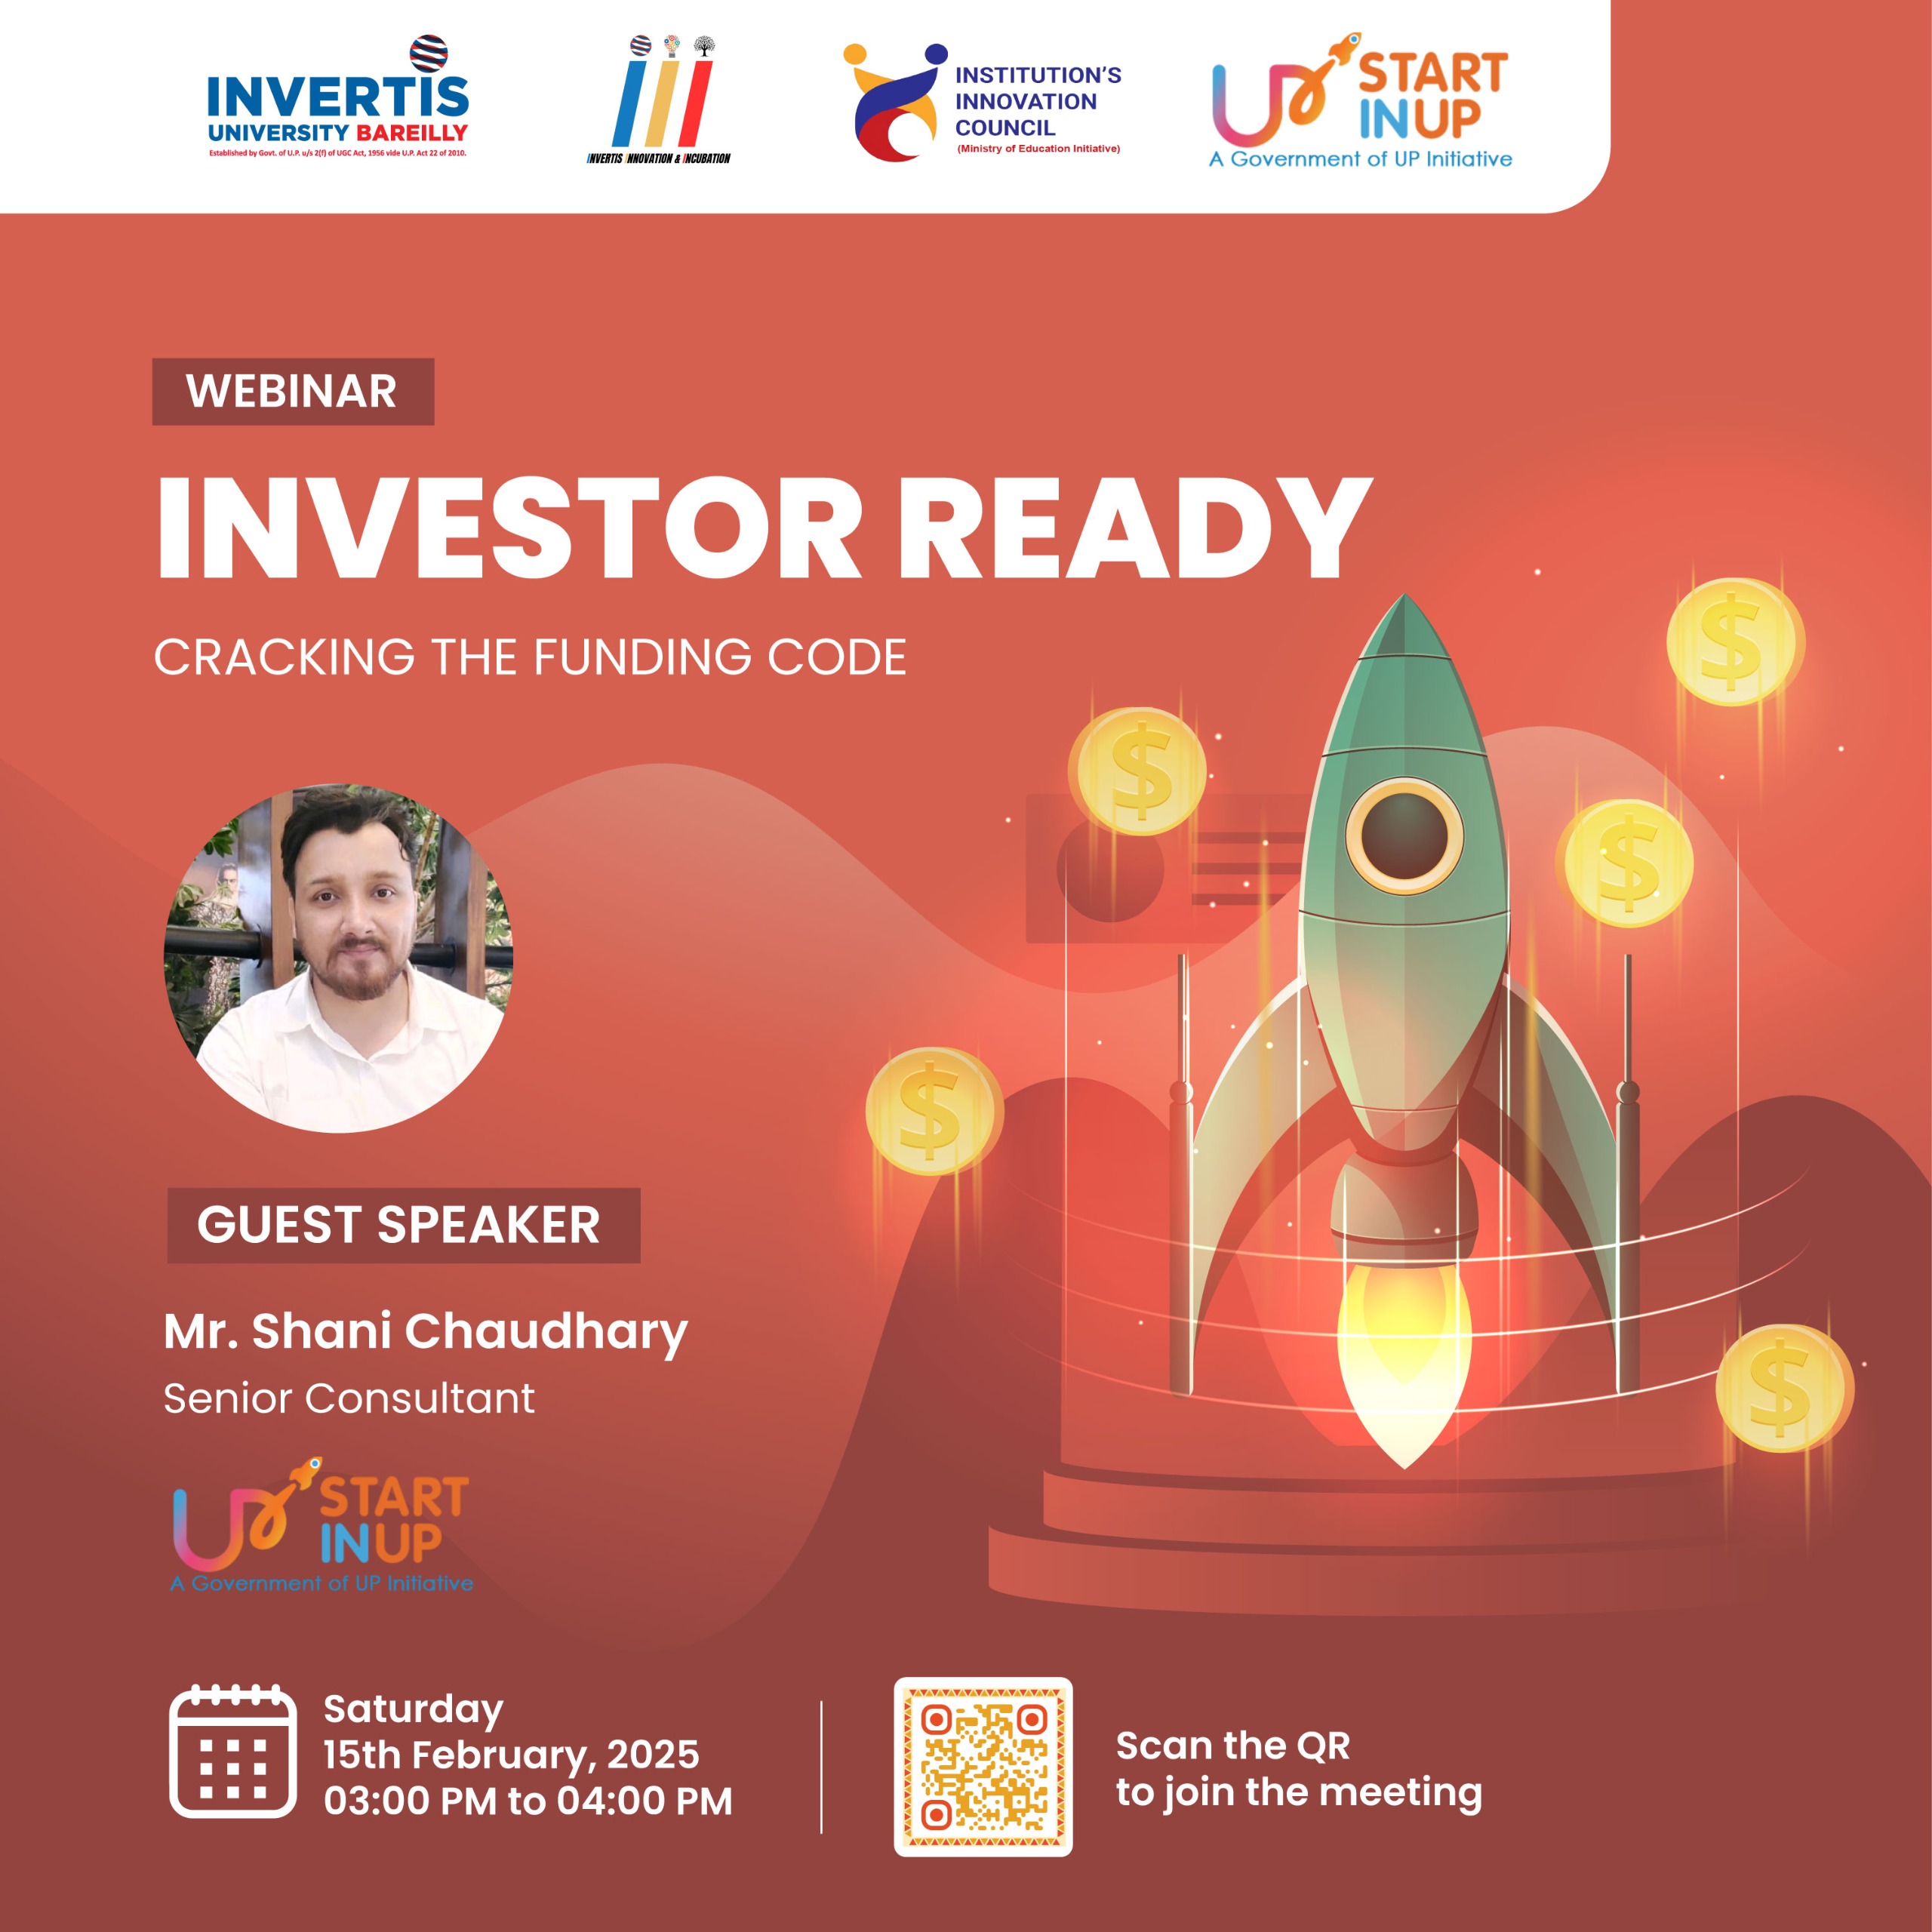 INVERTIS
UNIVERSITY BAREILLY
Established by Govt. of U.P. u/s 2(f) of UGC Act, 1956 vide U.P. Act 22 of 2010.
INVERTIS INNOVATION & INCUBATION
INSTITUTION'S
INNOVATION
COUNCIL
(Ministry of Education Initiative)
UP START
INUP
A Government of UP Initiative
WEBINAR
INVESTOR READY
CRACKING THE FUNDING CODE
$
$
$
$
$
GUEST SPEAKER
Mr. Shani Chaudhary
Senior Consultant
UP START
INUP
A Government of UP Initiative
Saturday
15th February, 2025
03:00 PM to 04:00 PM
Scan the QR
to join the meeting